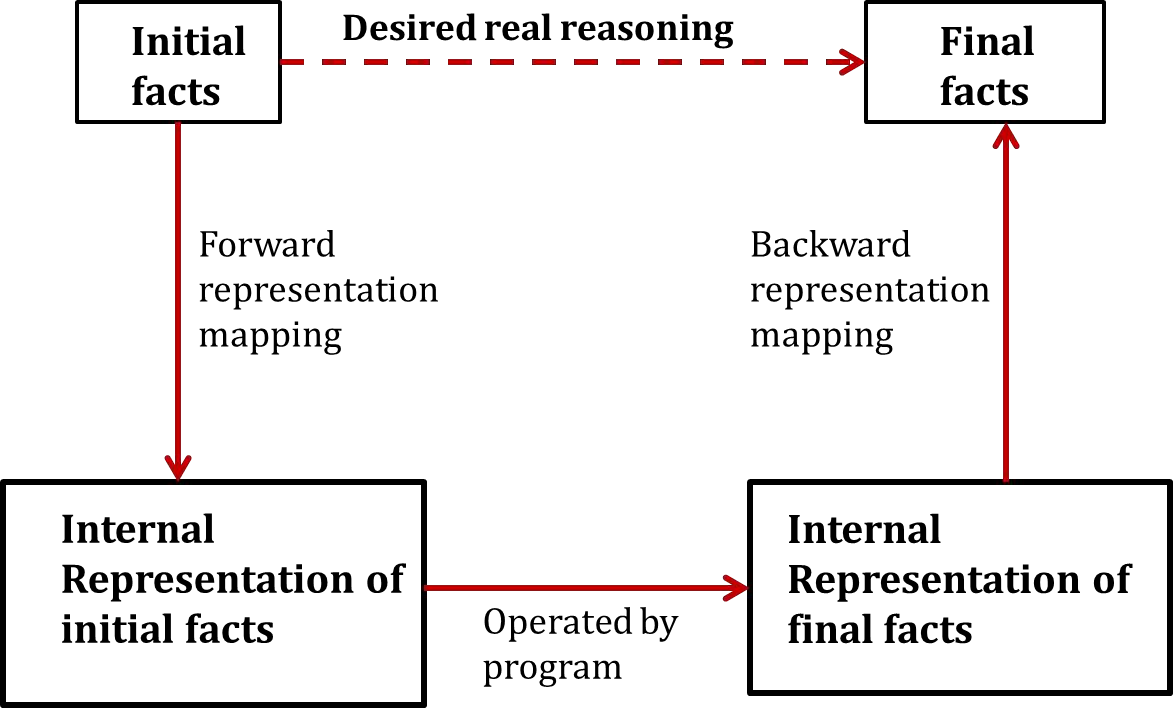 Initial
facts
Desired real reasoning
Final
facts
Forward
representation
mapping
Backward
representation
mapping
Internal
Representation of
initial facts
Operated by
program
Internal
Representation of
final facts